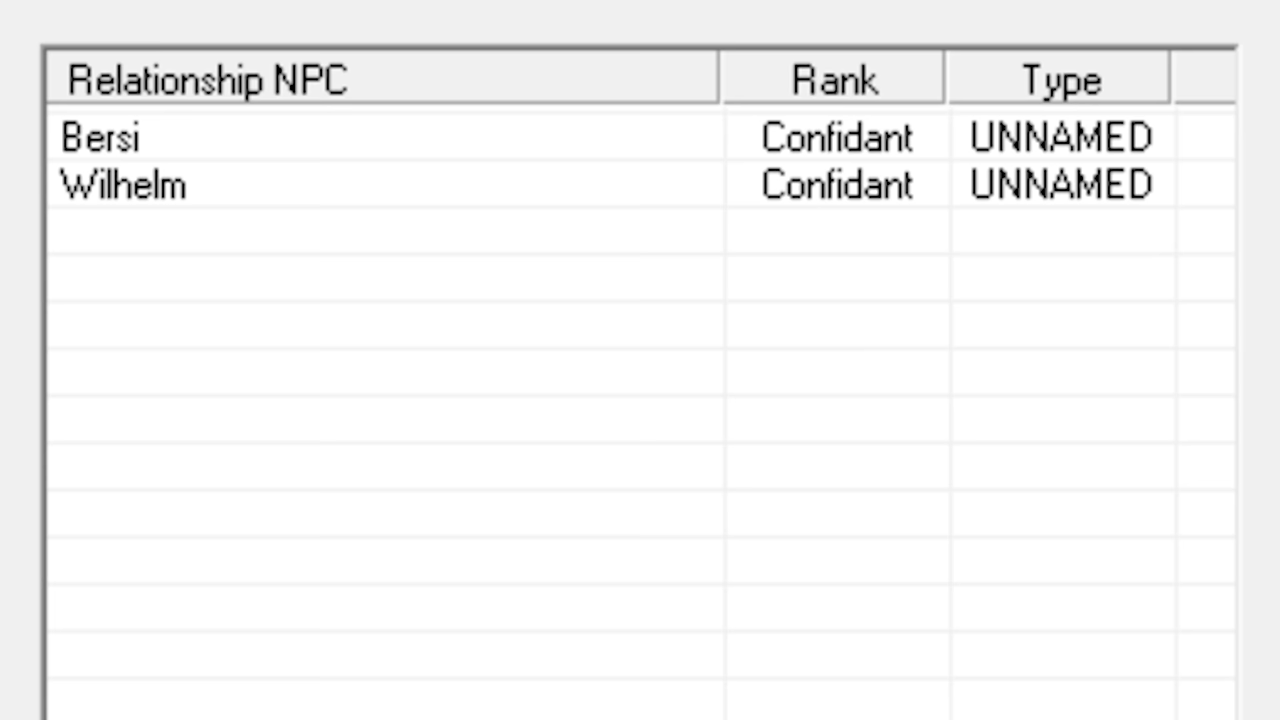 Relationship NPC Rank Type
Bersi Confidant UNNAMED
Wilhelm Confidant UNNAMED